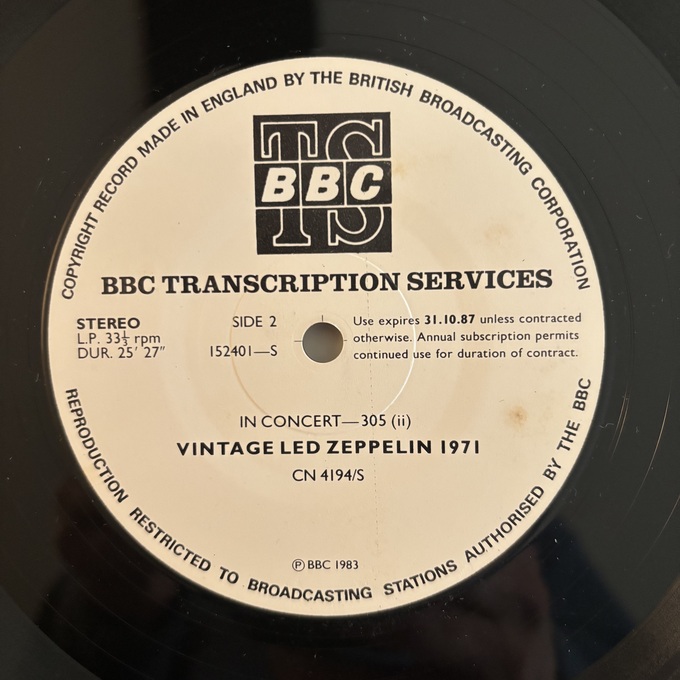 COPYRIGHT RECORD MADE IN ENGLAND BY THE BRITISH BROADCASTING CORPORATION
TS
BBC
TS
BBC TRANSCRIPTION SERVICES
STEREO
L.P. 33⅓ rpm
DUR. 25' 27"
SIDE 2
152401—S
Use expires 31.10.87 unless contracted
otherwise. Annual subscription permits
continued use for duration of contract.
IN CONCERT—305 (ii)
VINTAGE LED ZEPPELIN 1971
CN 4194/S
Ⓟ BBC 1983
REPRODUCTION RESTRICTED TO BROADCASTING STATIONS AUTHORISED BY THE BBC